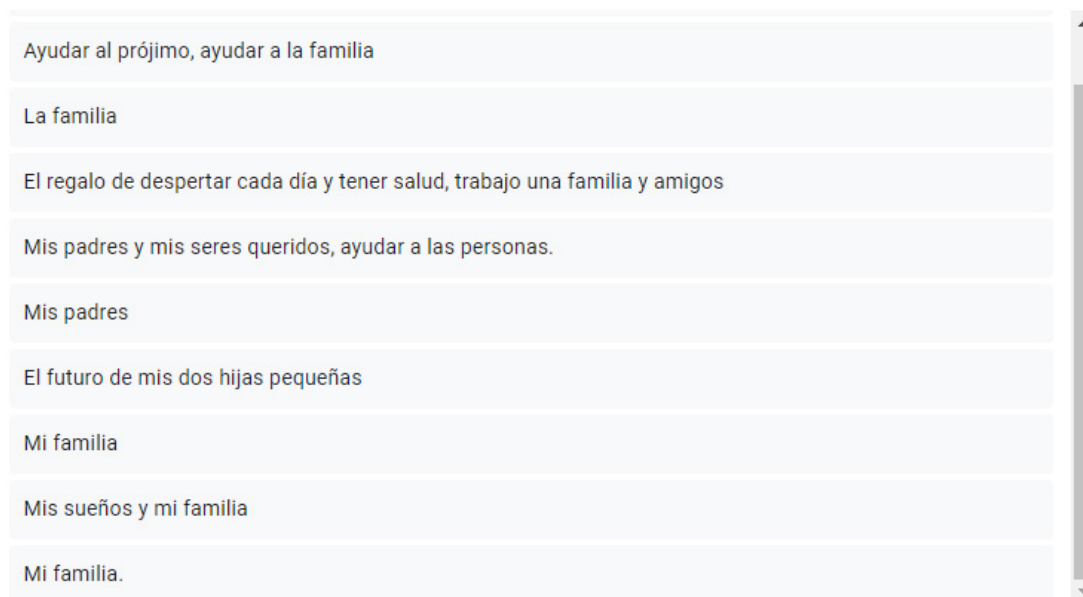 Ayudar al prójimo, ayudar a la familia
La familia
El regalo de despertar cada día y tener salud, trabajo una familia y amigos
Mis padres y mis seres queridos, ayudar a las personas.
Mis padres
El futuro de mis dos hijas pequeñas
Mi familia
Mis sueños y mi familia
Mi familia.